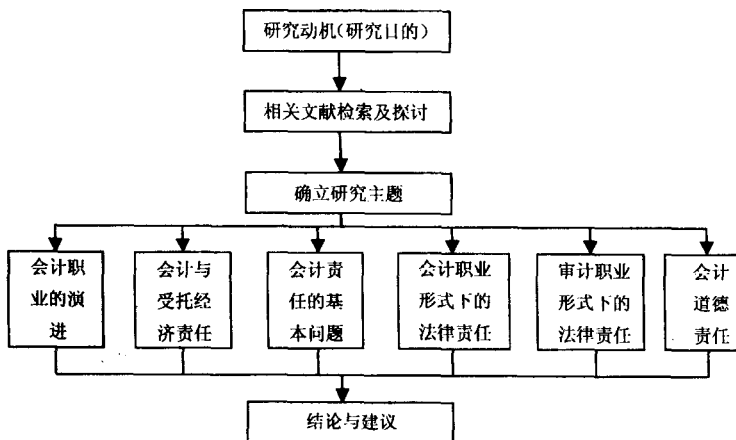 研究动机(研究目的)
相关文献检索及探讨
确立研究主题
会计职
业的演
进
会计与
受托经
济责任
会计责
任的基
本问题
会计职业
形式下的
法律责任
审计职业
形式下的
法律责任
会计
道德
责任
结论与建议